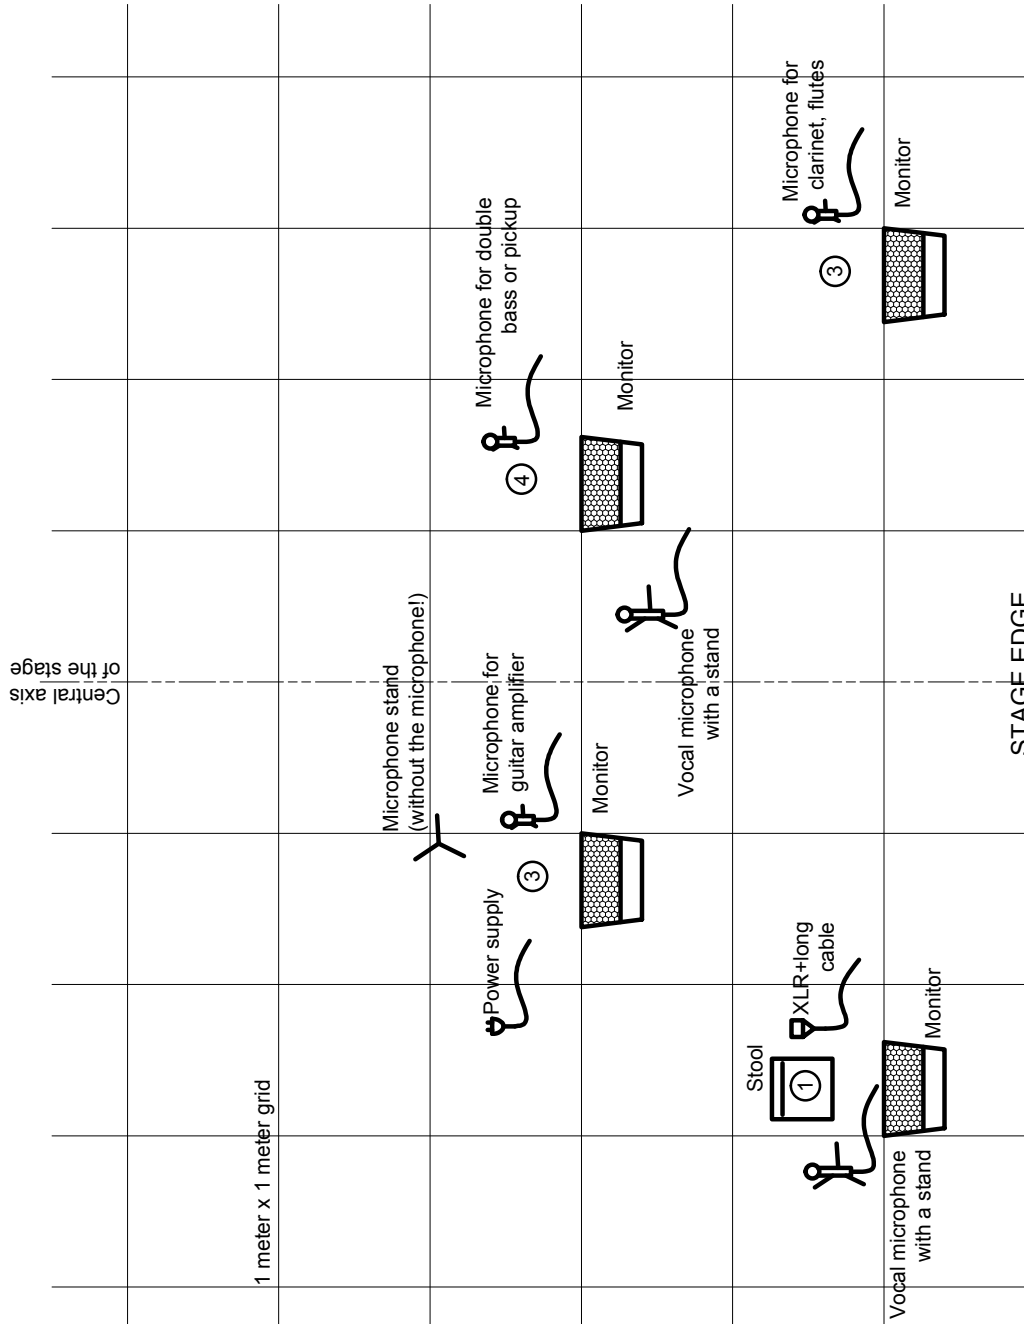 Central axis
of the stage
1 meter x 1 meter grid
Microphone stand
(without the microphone!)
Power supply
3
Microphone for
guitar amplifier
Monitor
Microphone for double
bass or pickup
4
Monitor
Vocal microphone
with a stand
Stool
1
XLR+long
cable
Monitor
Vocal microphone
with a stand
Microphone for
clarinet, flutes
3
Monitor
STAGE EDGE